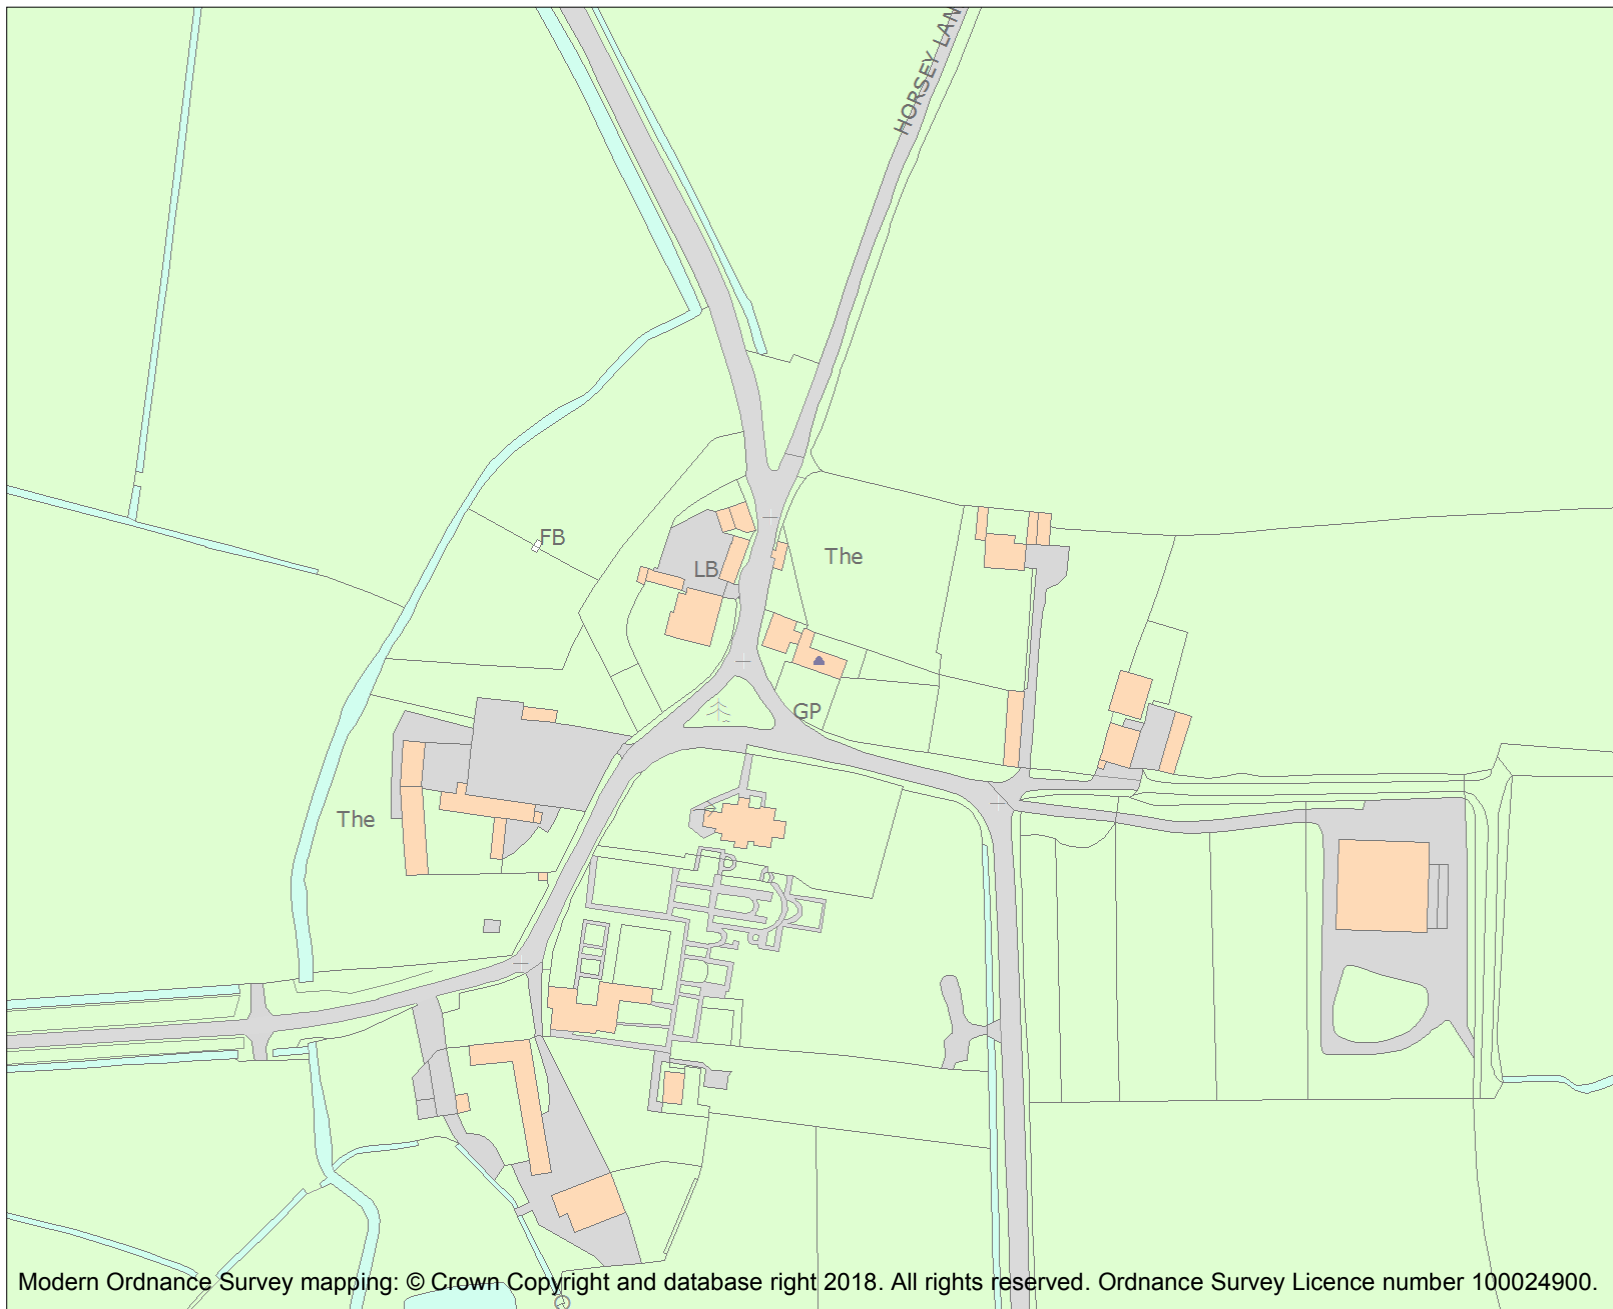 HORSEY LAN
FB
The
LB
GP
The
Modern Ordnance Survey mapping: © Crown Copyright and database right 2018. All rights reserved. Ordnance Survey Licence number 100024900.